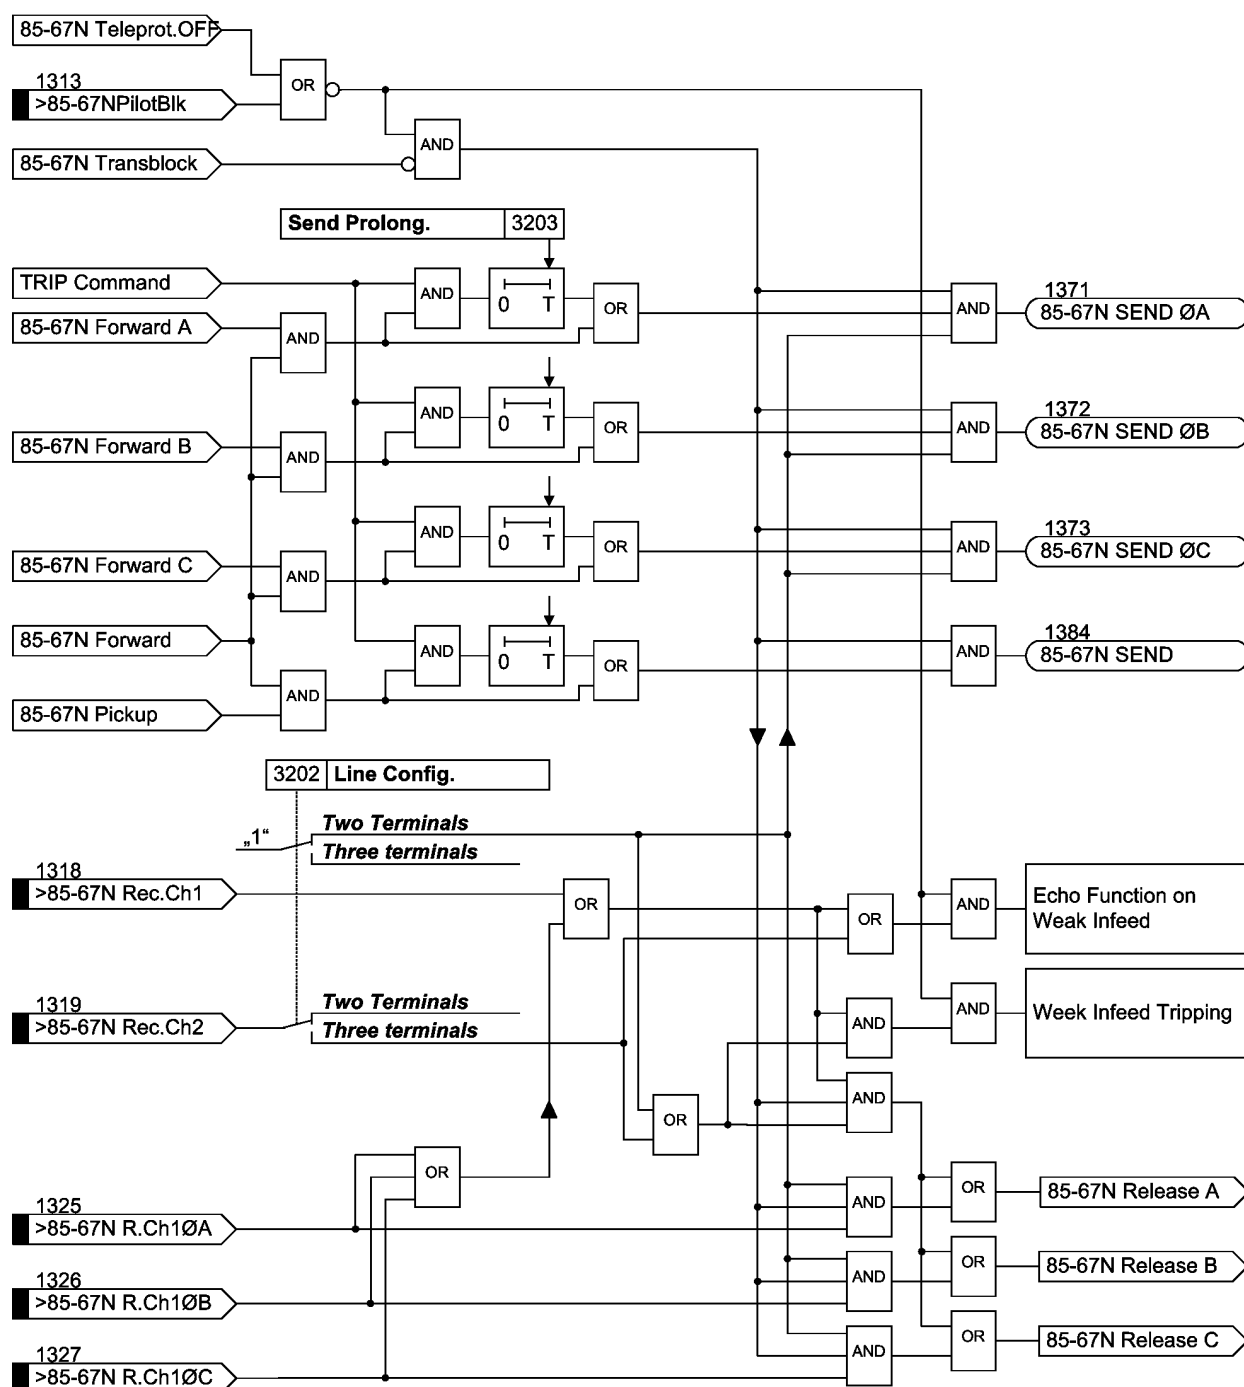 85-67N Teleprot.OFF
1313
>85-67NPilotBlk
OR
AND
85-67N Transblock
Send Prolong. 3203
TRIP Command
AND
0 T
OR
AND
1371
85-67N SEND ØA
85-67N Forward A
AND
AND
0 T
OR
AND
1372
85-67N SEND ØB
85-67N Forward B
AND
AND
0 T
OR
AND
1373
85-67N SEND ØC
85-67N Forward C
AND
85-67N Forward
AND
0 T
OR
AND
1384
85-67N SEND
85-67N Pickup
AND
3202 Line Config.
„1“
Two Terminals
Three terminals
1318
>85-67N Rec.Ch1
OR
OR
AND
Echo Function on
Weak Infeed
1319
>85-67N Rec.Ch2
Two Terminals
Three terminals
AND
AND
Week Infeed Tripping
AND
OR
OR
1325
>85-67N R.Ch1ØA
AND
OR
85-67N Release A
1326
>85-67N R.Ch1ØB
AND
OR
85-67N Release B
1327
>85-67N R.Ch1ØC
AND
OR
85-67N Release C